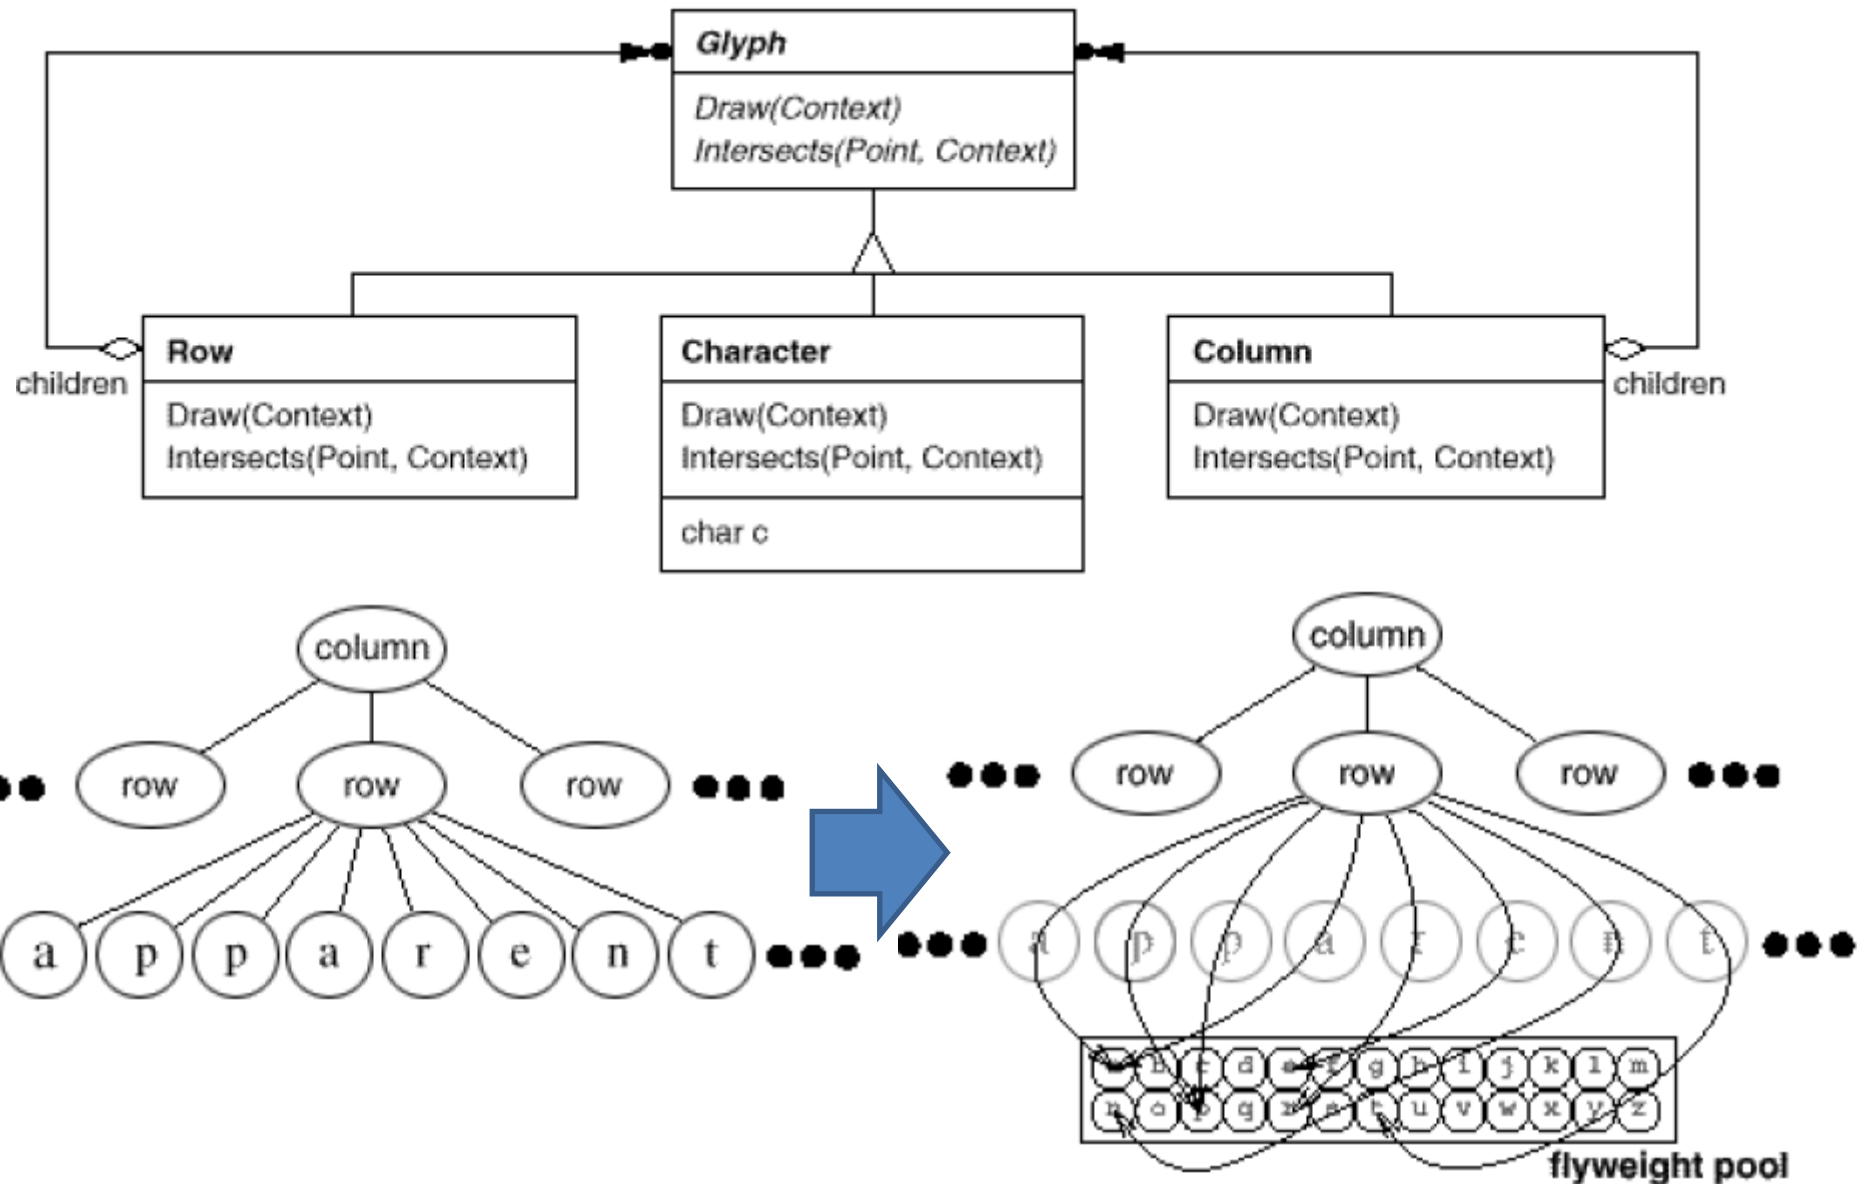 Glyph
Draw(Context)
Intersects(Point, Context)
children
Row
Draw(Context)
Intersects(Point, Context)
Character
Draw(Context)
Intersects(Point, Context)
char c
Column
Draw(Context)
Intersects(Point, Context)
children
column
row row row
a p p a r e n t
column
row row row
a p p a r e n t
b c d e f g h i j k l m
n o p q r s t u v w x y z
flyweight pool